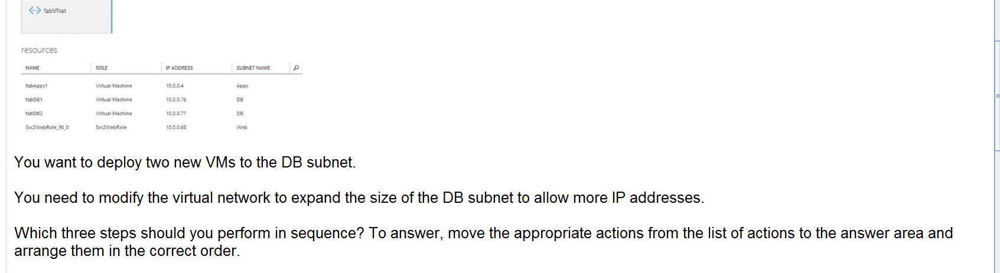 fabVNet
resources
NAME ROLE IP ADDRESS SUBNET NAME
fabApps1 Virtual Machine 10.0.0.4 Apps
fabDB1 Virtual Machine 10.0.0.76 DB
fabDB2 Virtual Machine 10.0.0.77 DB
Svc2WebRole_IN_0 Svc2WebRole 10.0.0.68 Web
You want to deploy two new VMs to the DB subnet.
You need to modify the virtual network to expand the size of the DB subnet to allow more IP addresses.
Which three steps should you perform in sequence? To answer, move the appropriate actions from the list of actions to the answer area and
arrange them in the correct order.